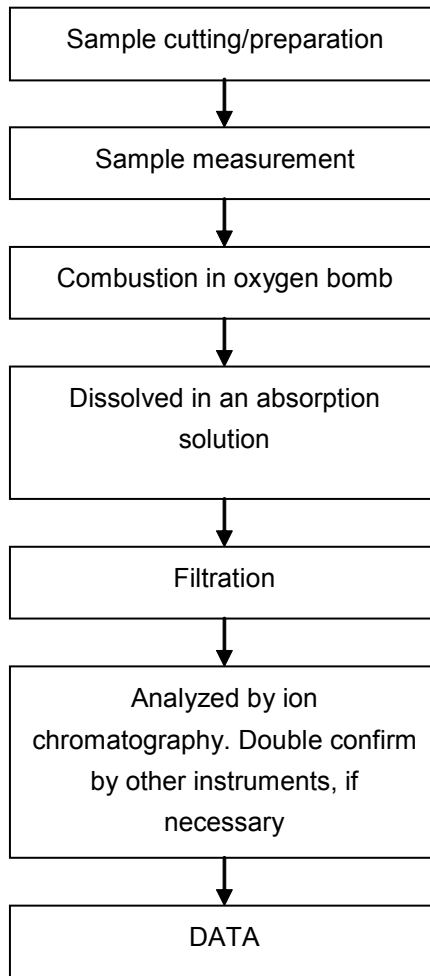 Sample cutting/preparation
Sample measurement
Combustion in oxygen bomb
Dissolved in an absorption
solution
Filtration
Analyzed by ion
chromatography. Double confirm
by other instruments, if
necessary
DATA